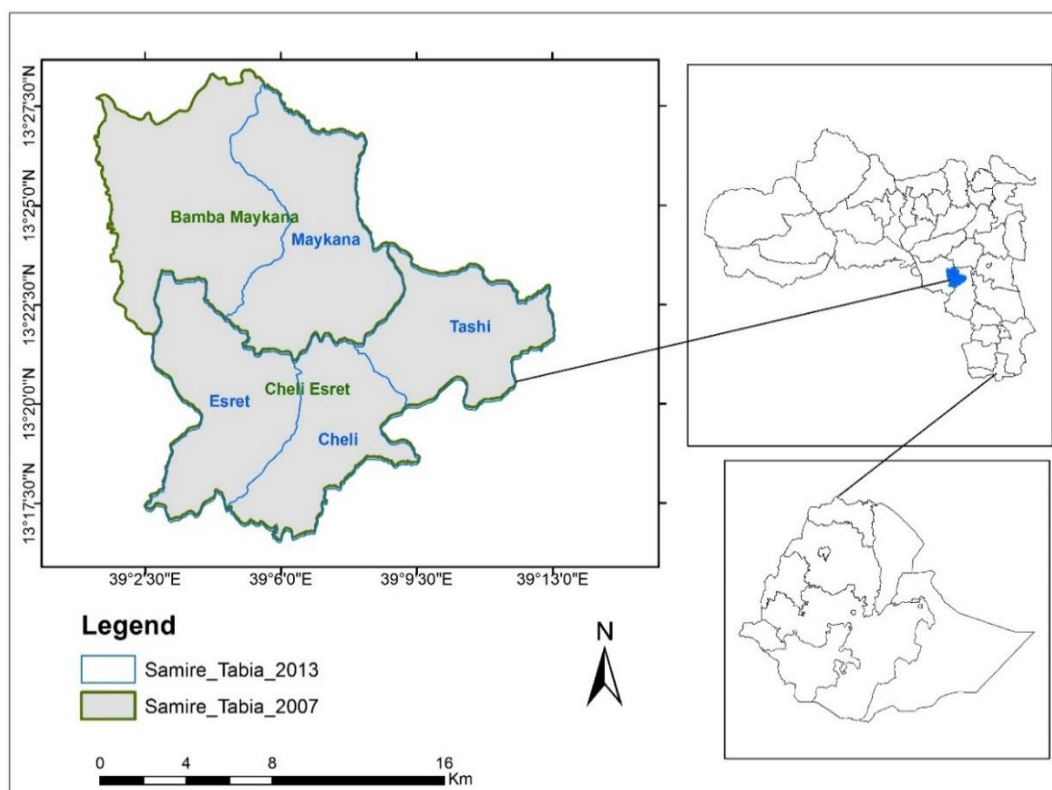 13°27'30"N
13°25'0"N
13°22'30"N
13°20'0"N
13°17'30"N
Bamba Maykana
Maykana
Tashi
Esret
Cheli Esret
Cheli
39°2'30"E
39°6'0"E
39°9'30"E
39°13'0"E
Legend
Samire_Tabia_2013
Samire_Tabia_2007
N
0 4 8 16
Km